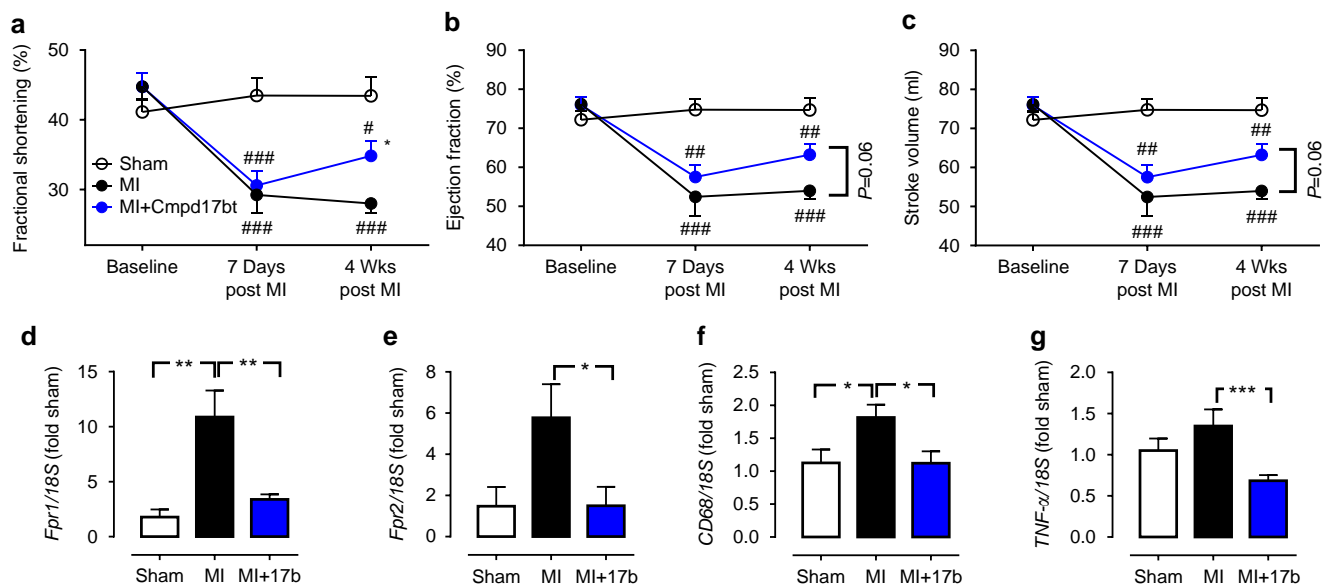 a
Fractional shortening (%)
50
40
30
Sham
MI
MI+Cmpd17bt
###
###
#
*
###
Baseline
7 Days
post MI
4 Wks
post MI
b
Ejection fraction (%)
90
80
70
60
50
40
##
###
##
###
P=0.06
Baseline
7 Days
post MI
4 Wks
post MI
c
Stroke volume (ml)
90
80
70
60
50
40
##
###
##
###
P=0.06
Baseline
7 Days
post MI
4 Wks
post MI
d
Fpr1/18S (fold sham)
15
10
5
0
**
**
Sham
MI
MI+17b
e
Fpr2/18S (fold sham)
8
6
4
2
0
*
Sham
MI
MI+17b
f
CD68/18S (fold sham)
2.5
2.0
1.5
1.0
0.5
0.0
*
*
Sham
MI
MI+17b
g
TNF-α/18S (fold sham)
2.0
1.5
1.0
0.5
0.0
***
Sham
MI
MI+17b